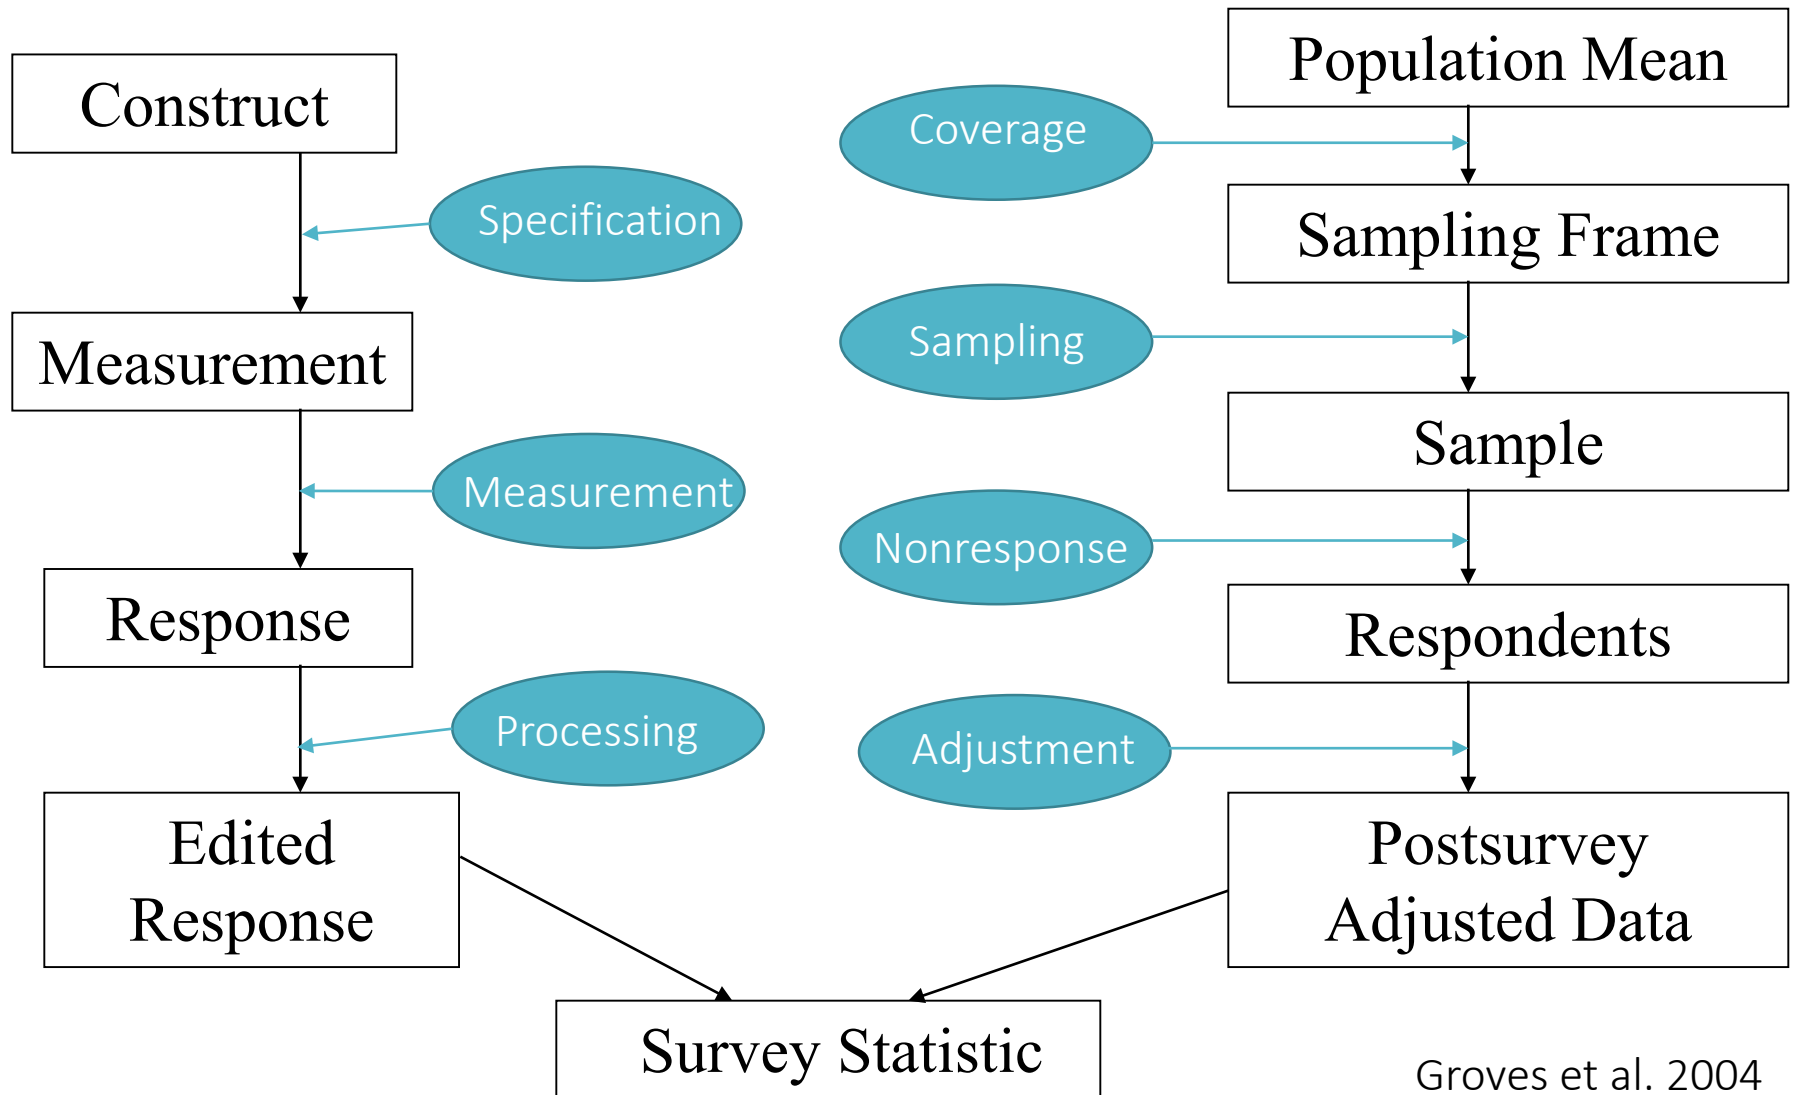 Construct
Specification
Measurement
Measurement
Response
Processing
Edited
Response
Population Mean
Coverage
Sampling Frame
Sampling
Sample
Nonresponse
Respondents
Adjustment
Postsurvey
Adjusted Data
Survey Statistic
Groves et al. 2004